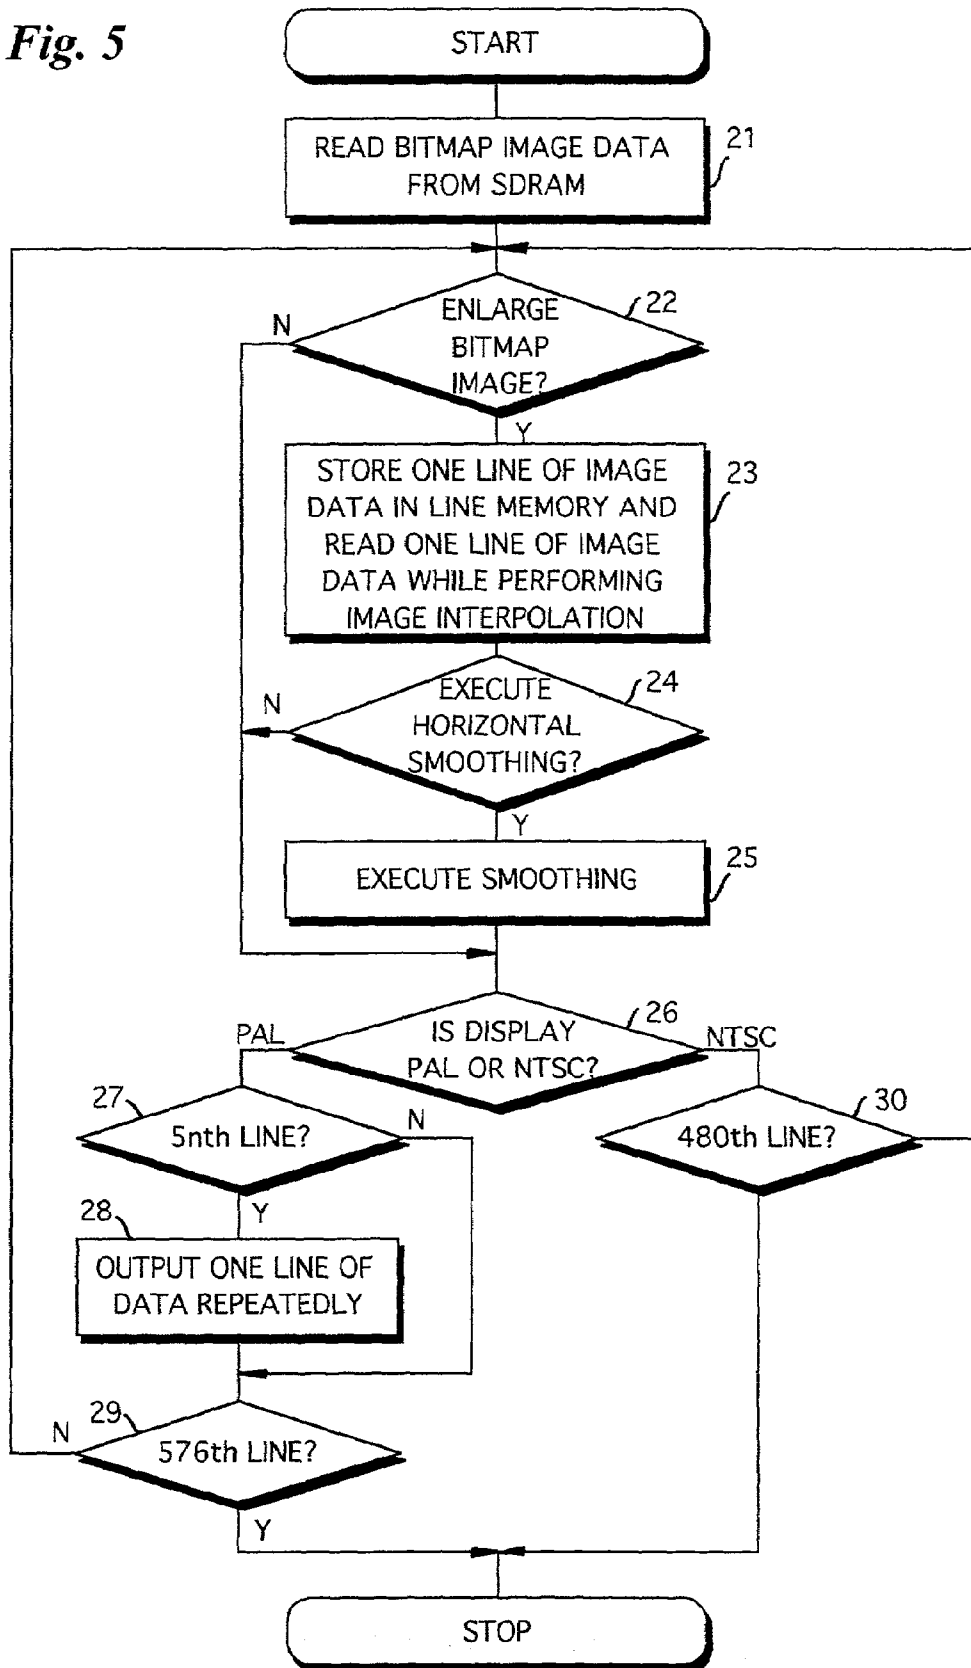 Fig. 5
START
READ BITMAP IMAGE DATA
FROM SDRAM
21
ENLARGE
BITMAP
IMAGE?
22
N
Y
STORE ONE LINE OF IMAGE
DATA IN LINE MEMORY AND
READ ONE LINE OF IMAGE
DATA WHILE PERFORMING
IMAGE INTERPOLATION
23
EXECUTE
HORIZONTAL
SMOOTHING?
24
N
Y
EXECUTE SMOOTHING
25
IS DISPLAY
PAL OR NTSC?
26
PAL
NTSC
27
5nth LINE?
N
Y
30
480th LINE?
28
OUTPUT ONE LINE OF
DATA REPEATEDLY
29
576th LINE?
N
Y
STOP